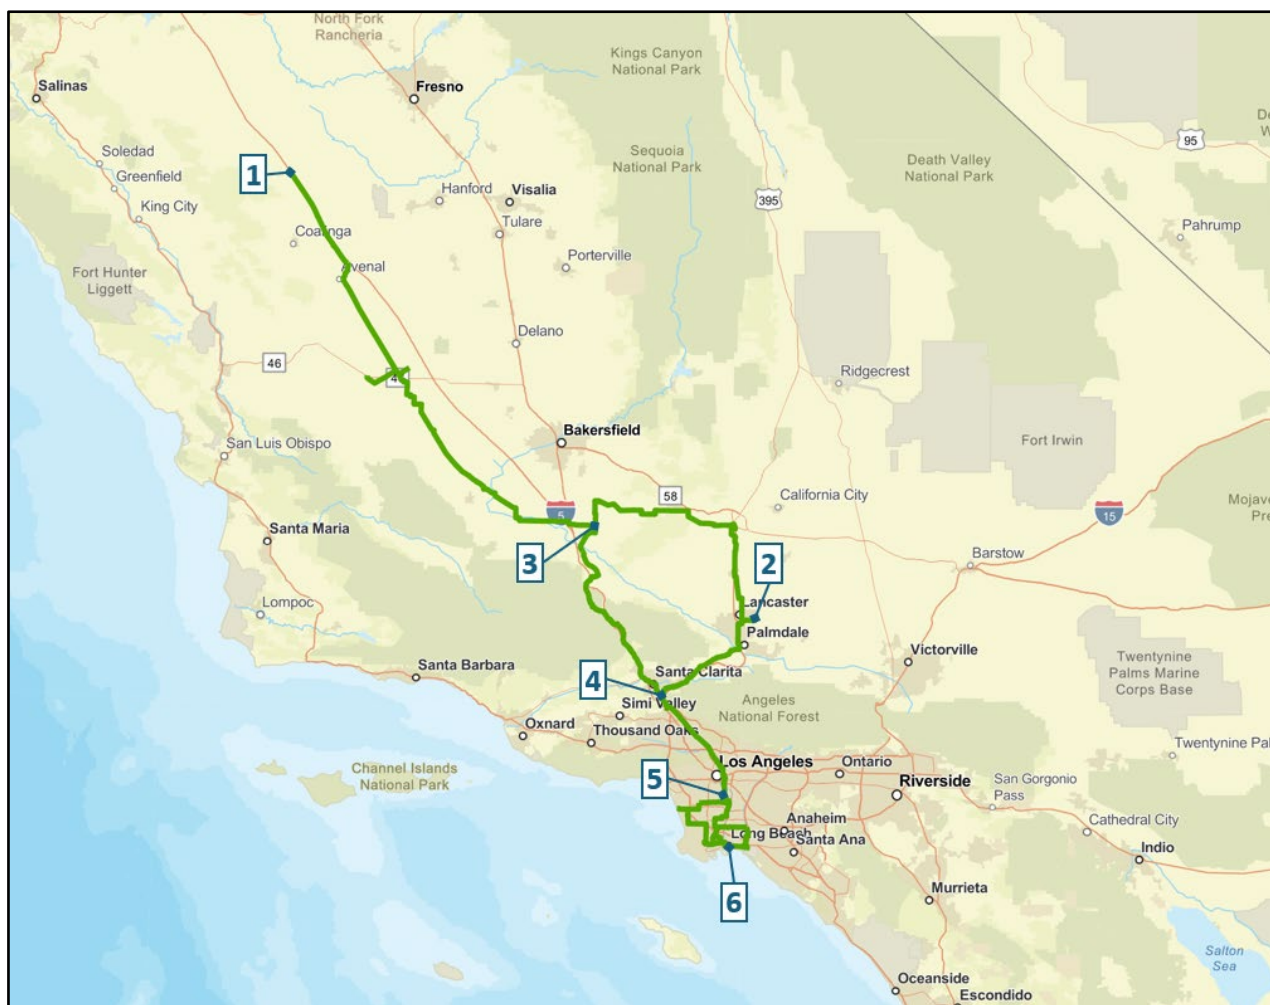 North Fork
Rancheria
Kings Canyon
National Park
Salinas
Fresno
95
Soledad
Greenfield
King City
1
Sequoia
National Park
Death Valley
National Park
Hanford
Visalia
395
Tulare
Pahrump
Coalinga
Fort Hunter
Liggett
Avenal
Porterville
Delano
46
4
Ridgecrest
Bakersfield
San Luis Obispo
Fort Irwin
58
California City
5
15
Santa Maria
3
2
Barstow
Lompoc
Lancaster
Palmdale
Santa Barbara
Santa Clarita
Victorville
Twentynine
Palms Marine
Corps Base
4
Simi Valley
Angeles
National Forest
Oxnard
Thousand Oaks
Channel Islands
National Park
5
Los Angeles
Ontario
Riverside
San Gorgonio
Pass
Long Beach
Anaheim
Santa Ana
Cathedral City
Indio
6
Murrieta
Salton
Sea
Oceanside
Escondido